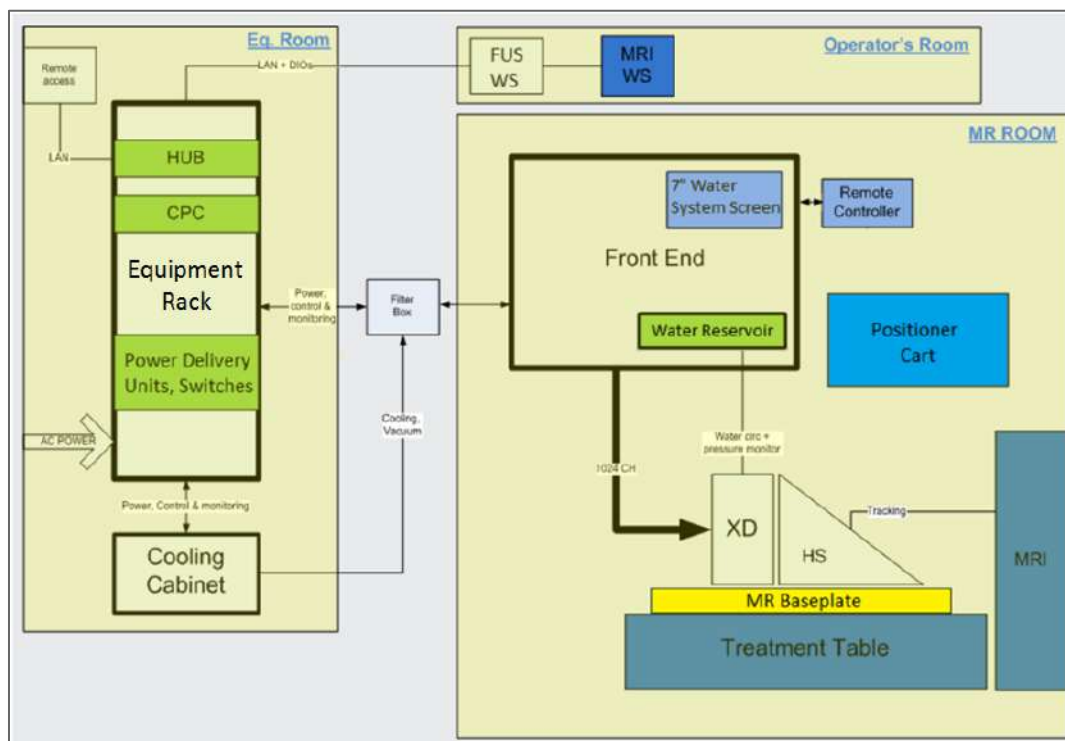 Eq. Room
Remote
access
LAN + DIOs
LAN
HUB
CPC
Equipment
Rack
Power Delivery
Units, Switches
AC POWER
Power, Control & monitoring
Cooling
Cabinet
Power,
control &
monitoring
Filter
Box
Cooling,
Vacuum
Operator's Room
FUS
WS
MRI
WS
MR ROOM
7" Water
System Screen
Remote
Controller
Front End
Water Reservoir
Positioner
Cart
Water circ +
pressure monitor
1024 CH
XD
HS
Tracking
MRI
MR Baseplate
Treatment Table